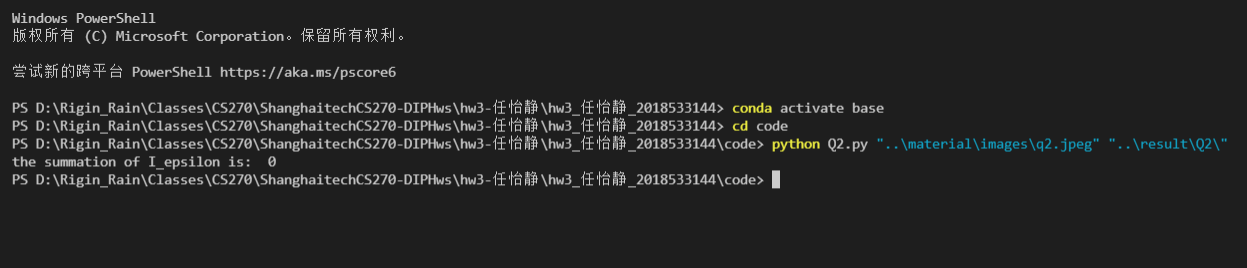 Windows PowerShell
版权所有 (C) Microsoft Corporation。保留所有权利。
尝试新的跨平台 PowerShell https://aka.ms/pscore6
PS D:\Rigin_Rain\Classes\CS270\ShanghaitechCS270-DIPHws\hw3-任怡静\hw3_任怡静_2018533144> conda activate base
PS D:\Rigin_Rain\Classes\CS270\ShanghaitechCS270-DIPHws\hw3-任怡静\hw3_任怡静_2018533144> cd code
PS D:\Rigin_Rain\Classes\CS270\ShanghaitechCS270-DIPHws\hw3-任怡静\hw3_任怡静_2018533144\code> python Q2.py "..\material\images\q2.jpeg" "..\result\Q2\"
the summation of I_epsilon is:  0
PS D:\Rigin_Rain\Classes\CS270\ShanghaitechCS270-DIPHws\hw3-任怡静\hw3_任怡静_2018533144\code>